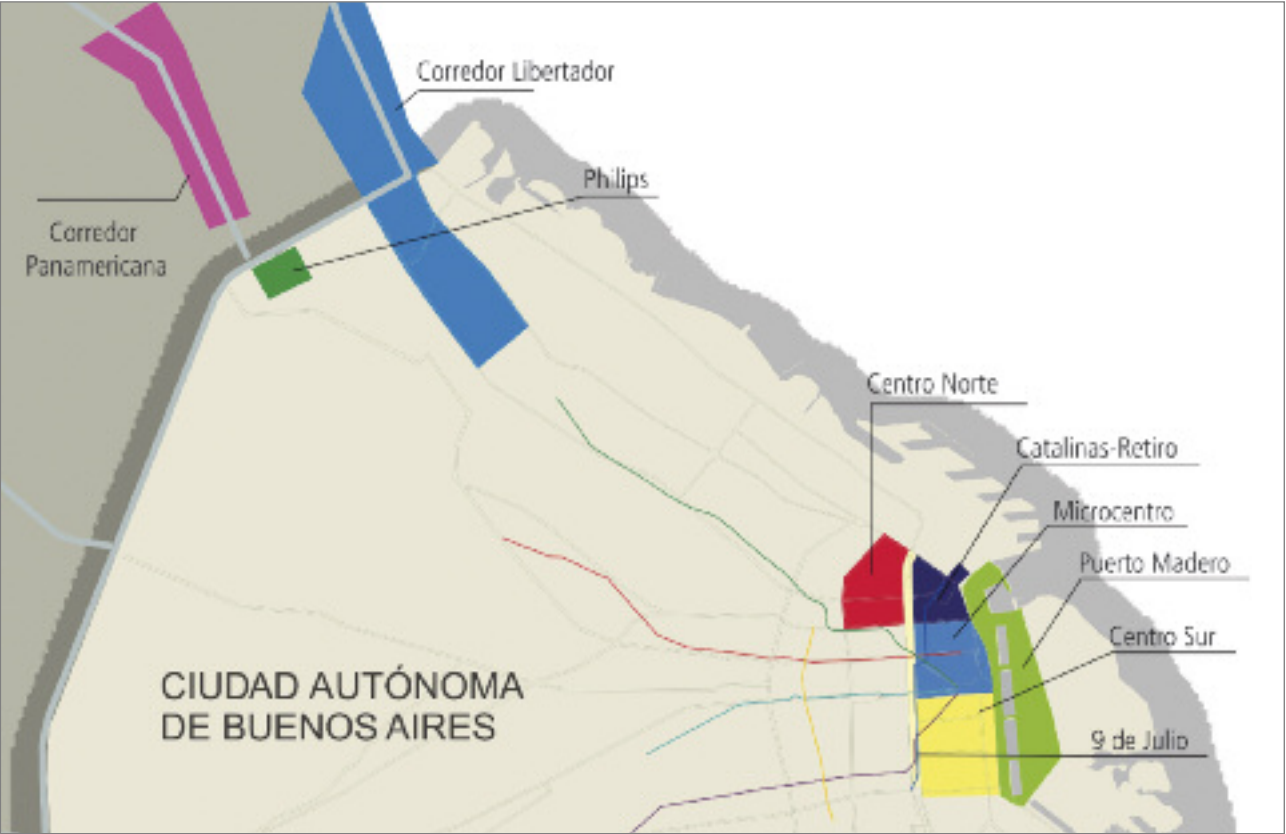 Corredor Libertador
Philips
Corredor
Panamericana
Centro Norte
Catalinas-Retiro
Microcentro
Puerto Madero
Centro Sur
CIUDAD AUTÓNOMA
DE BUENOS AIRES
9 de Julio